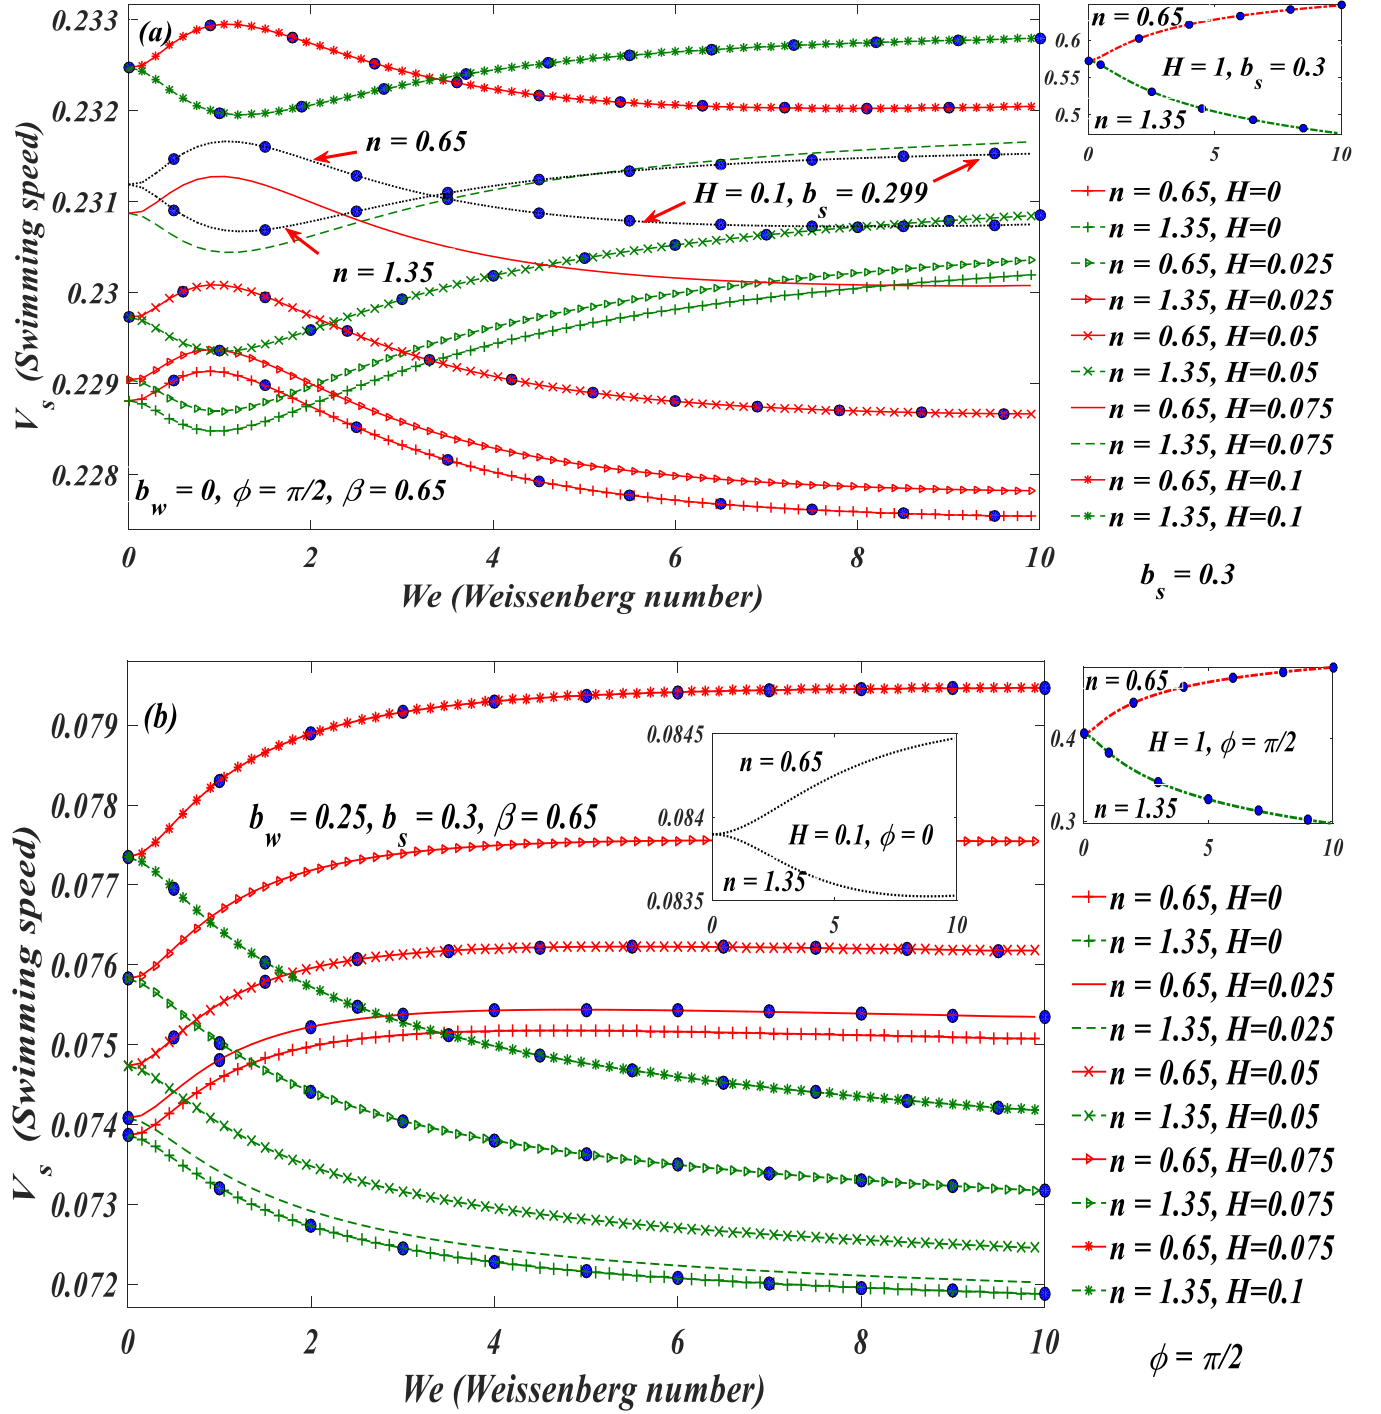 (a)
V_s (Swimming speed)
0.233
0.232
0.231
0.23
0.229
0.228
n = 0.65
H = 0.1, b_s = 0.299
n = 1.35
b_w = 0, ϕ = π/2, β = 0.65
0 2 4 6 8 10
We (Weissenberg number)
n = 0.65
0.6
H = 1, b_s = 0.3
0.55
0.5
n = 1.35
0 5 10
n = 0.65, H=0
n = 1.35, H=0
n = 0.65, H=0.025
n = 1.35, H=0.025
n = 0.65, H=0.05
n = 1.35, H=0.05
n = 0.65, H=0.075
n = 1.35, H=0.075
n = 0.65, H=0.1
n = 1.35, H=0.1
b_s = 0.3
(b)
V_s (Swimming speed)
0.079
0.078
0.077
0.076
0.075
0.074
0.073
0.072
b_w = 0.25, b_s = 0.3, β = 0.65
0.0845
n = 0.65
0.084
H = 0.1, ϕ = 0
n = 1.35
0.0835
0 5 10
0 2 4 6 8 10
We (Weissenberg number)
n = 0.65
0.4
H = 1, ϕ = π/2
n = 1.35
0.3
0 5 10
n = 0.65, H=0
n = 1.35, H=0
n = 0.65, H=0.025
n = 1.35, H=0.025
n = 0.65, H=0.05
n = 1.35, H=0.05
n = 0.65, H=0.075
n = 1.35, H=0.075
n = 0.65, H=0.075
n = 1.35, H=0.1
ϕ = π/2